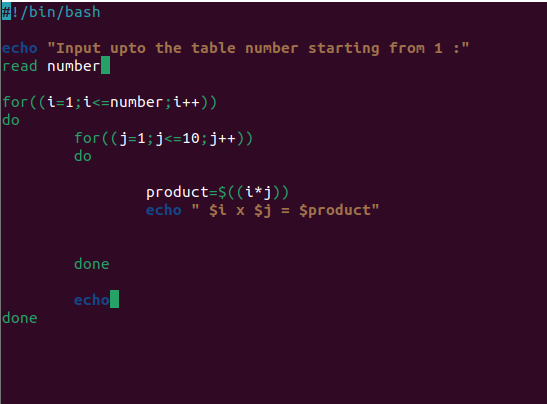 #!/bin/bash
echo "Input upto the table number starting from 1 :"
read number
for((i=1;i<=number;i++))
do
for((j=1;j<=10;j++))
do
product=$((i*j))
echo " $i x $j = $product"
done
echo
done